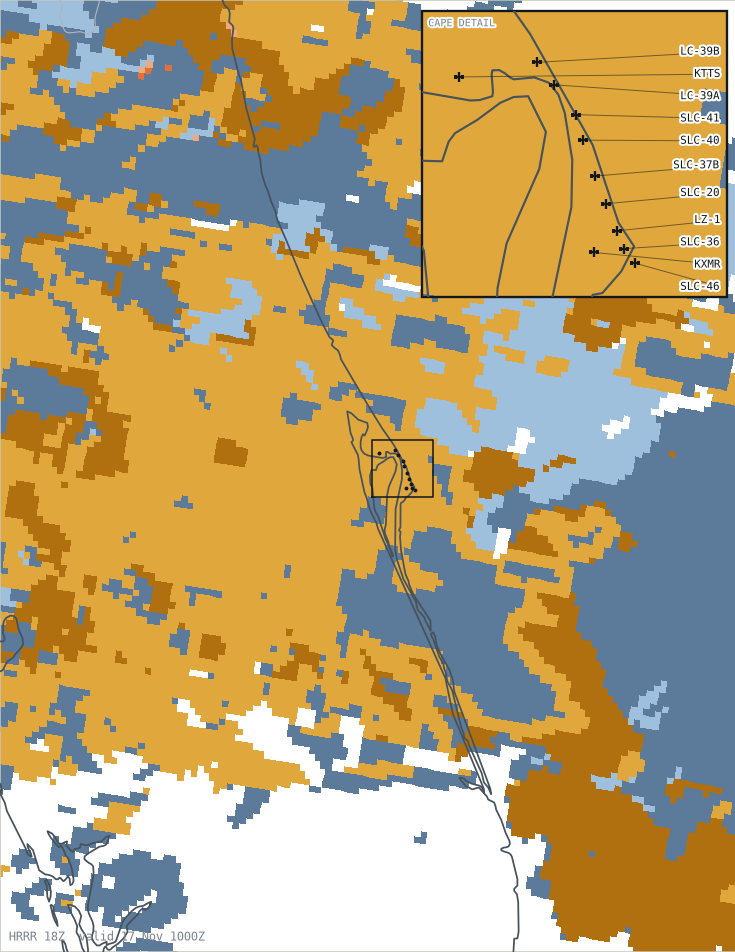 CAPE DETAIL
LC-39B
KTTS
LC-39A
SLC-41
SLC-40
SLC-37B
SLC-20
LZ-1
SLC-36
KXMR
SLC-46
HRRR 18Z valid 27 Nov 1000Z